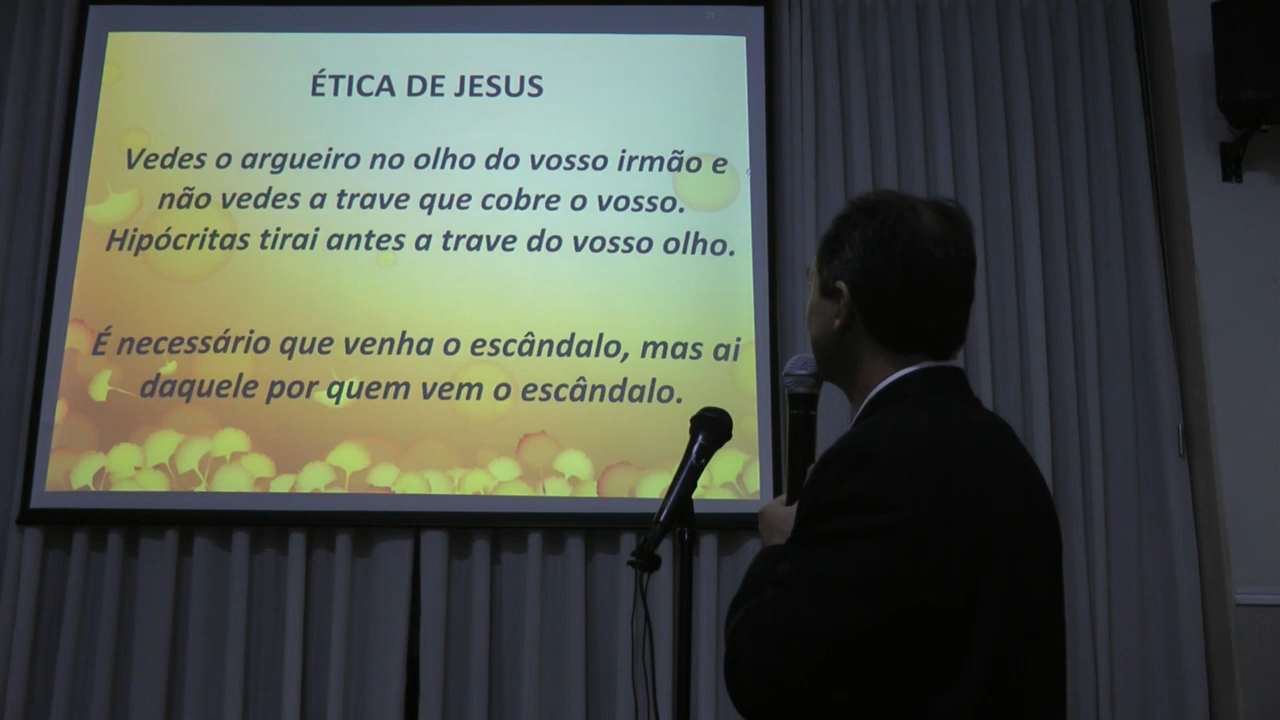 ÉTICA DE JESUS
Vedes o argueiro no olho do vosso irmão e
não vedes a trave que cobre o vosso.
Hipócritas tirai antes a trave do vosso olho.
É necessário que venha o escândalo, mas ai
daquele por quem vem o escândalo.